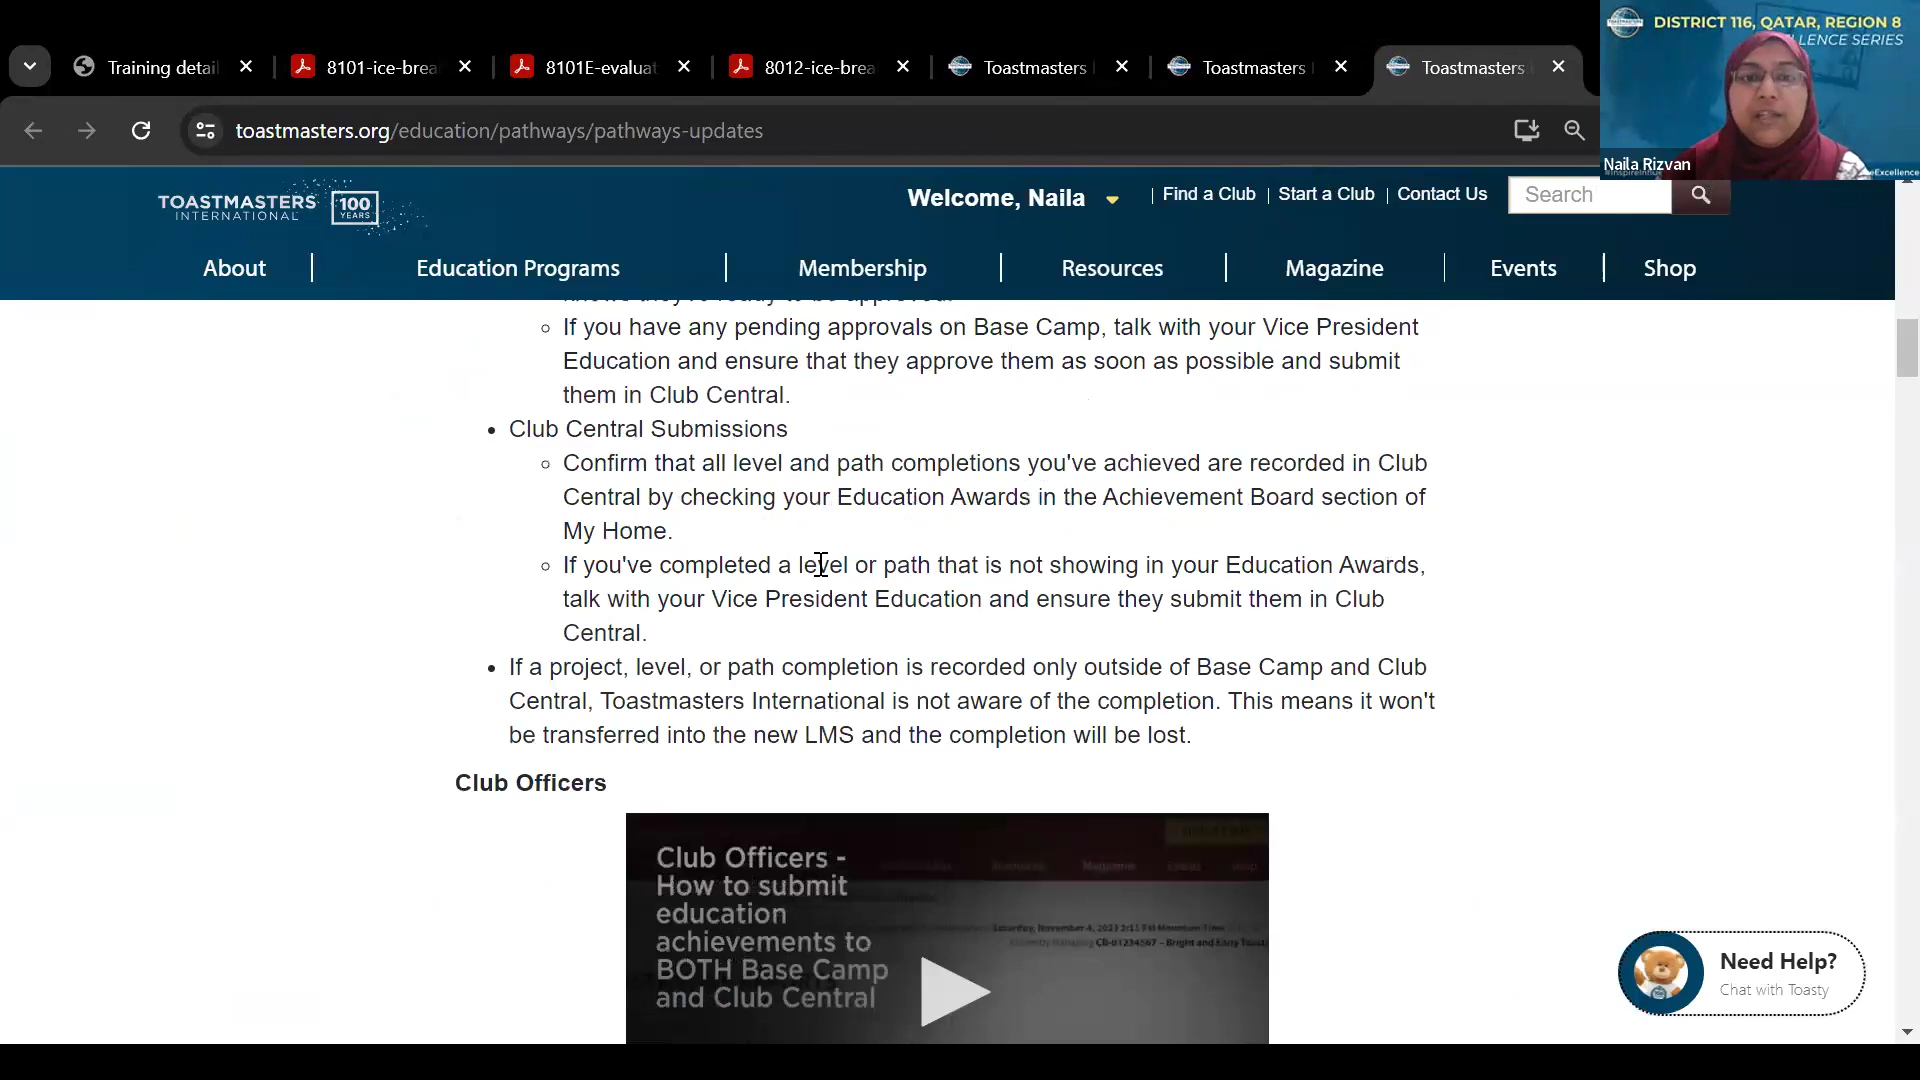 DISTRICT 116, QATAR, REGION 8
LLENCE SERIES
Training detail
8101-ice-brea
8101E-evaluat
8012-ice-brea
Toastmasters
Toastmasters
Toastmasters
toastmasters.org/education/pathways/pathways-updates
Naila Rizvan
eExcellence
TOASTMASTERS
INTERNATIONAL
100
YEARS
Welcome, Naila
Find a Club
Start a Club
Contact Us
Search
About
Education Programs
Membership
Resources
Magazine
Events
Shop
knows they're ready to be approved.
If you have any pending approvals on Base Camp, talk with your Vice President
Education and ensure that they approve them as soon as possible and submit
them in Club Central.
Club Central Submissions
Confirm that all level and path completions you've achieved are recorded in Club
Central by checking your Education Awards in the Achievement Board section of
My Home.
If you've completed a level or path that is not showing in your Education Awards,
talk with your Vice President Education and ensure they submit them in Club
Central.
If a project, level, or path completion is recorded only outside of Base Camp and Club
Central, Toastmasters International is not aware of the completion. This means it won't
be transferred into the new LMS and the completion will be lost.
Club Officers
Club Officers -
How to submit
education
achievements to
BOTH Base Camp
and Club Central
Need Help?
Chat with Toasty